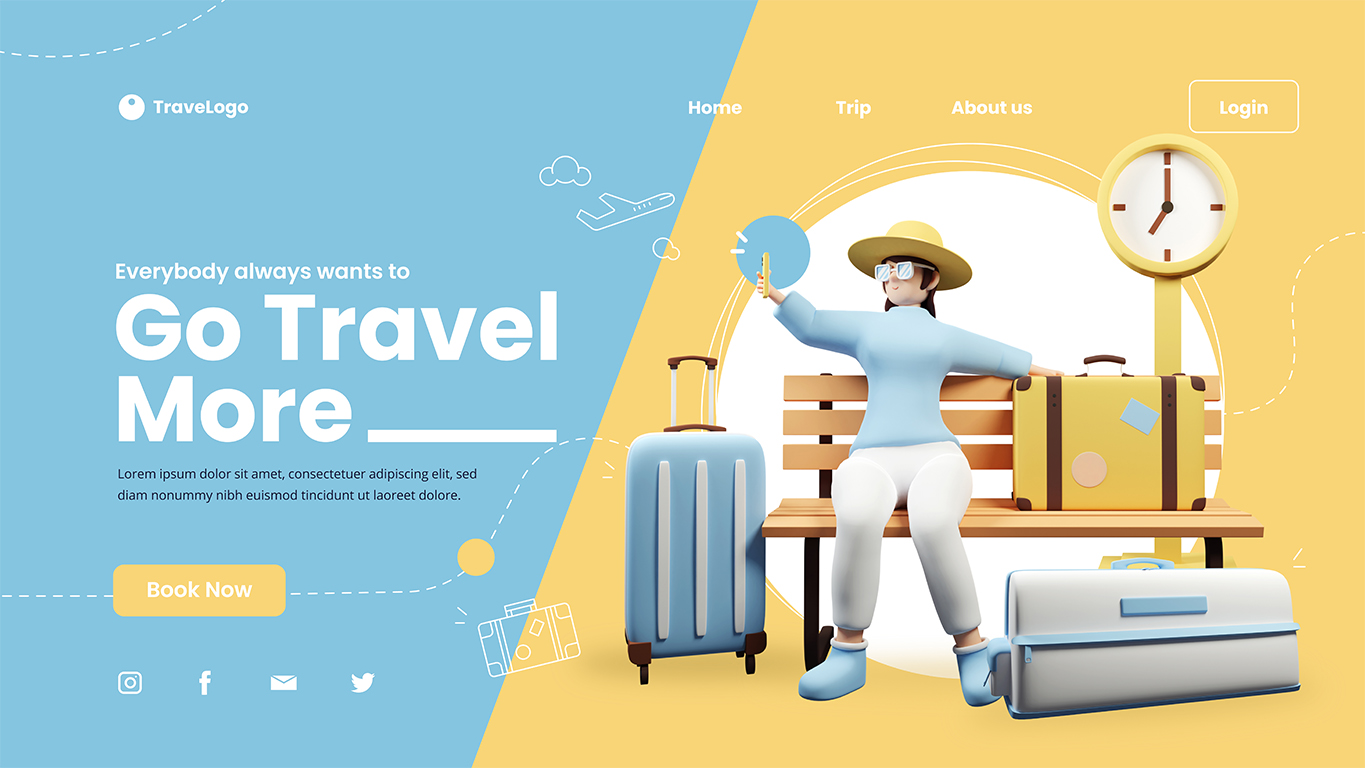 TraveLogo
Home
Trip
About us
Login
Everybody always wants to
Go Travel
More
Lorem ipsum dolor sit amet, consectetuer adipiscing elit, sed
diam nonummy nibh euismod tincidunt ut laoreet dolore.
Book Now